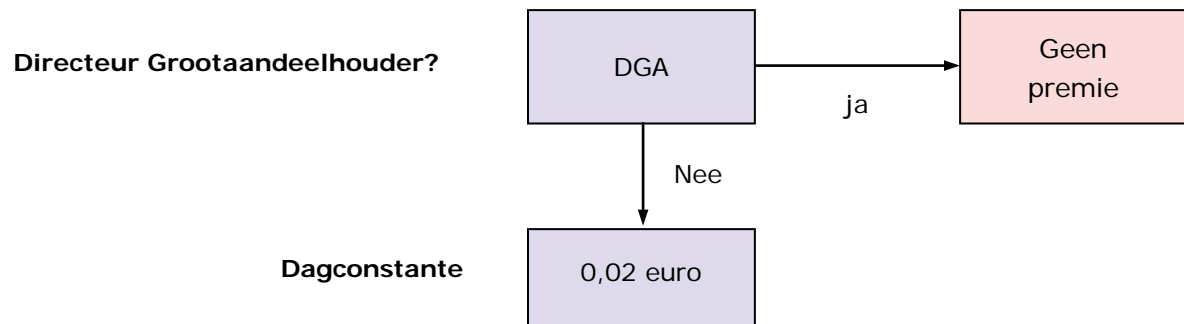 Directeur Grootaandeelhouder?
DGA
ja
Geen
premie
Nee
Dagconstante
0,02 euro